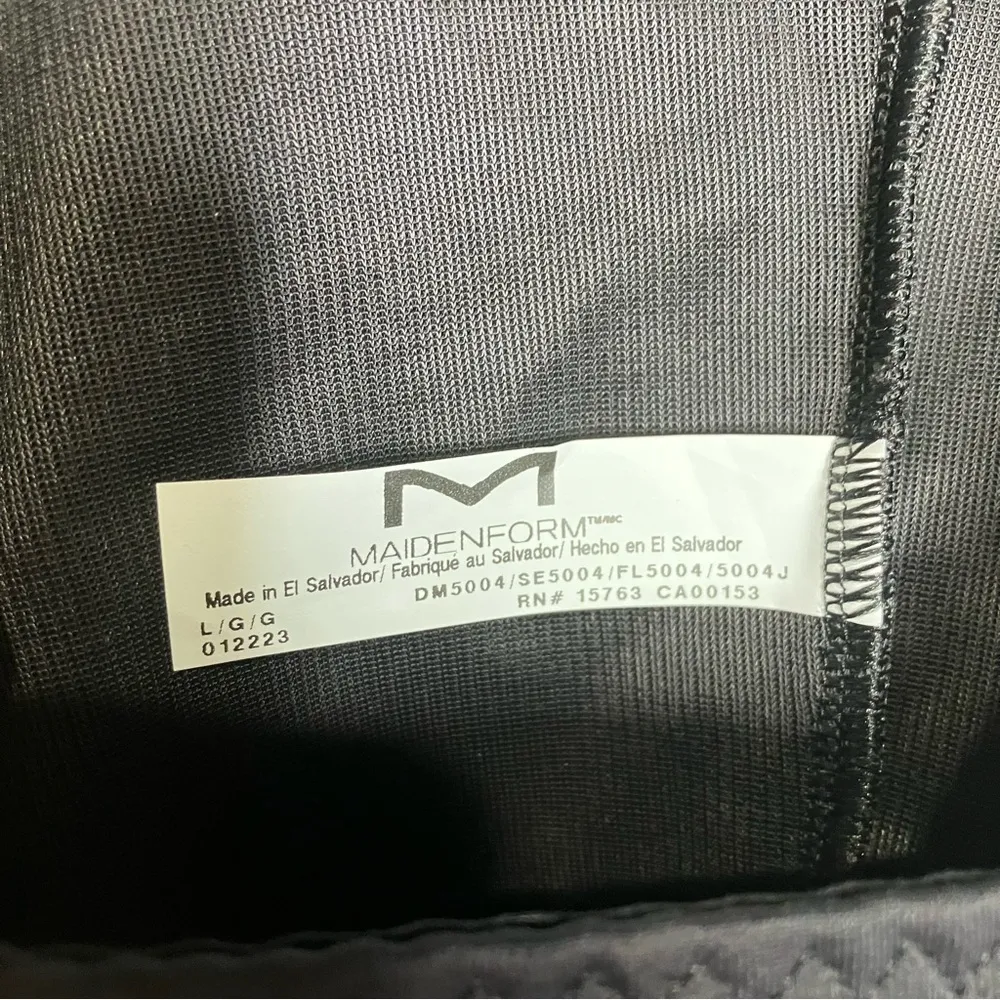 M
MAIDENFORM™/MC
Made in El Salvador/ Fabriqué au Salvador/ Hecho en El Salvador
DM5004/SE5004/FL5004/5004J
L/G/G
RN# 15763 CA00153
012223